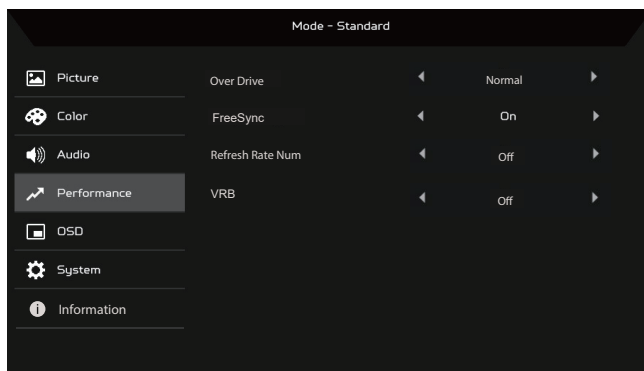 Mode - Standard
Picture
Over Drive Normal
Color
FreeSync On
Audio
Refresh Rate Num Off
Performance
VRB Off
OSD
System
Information